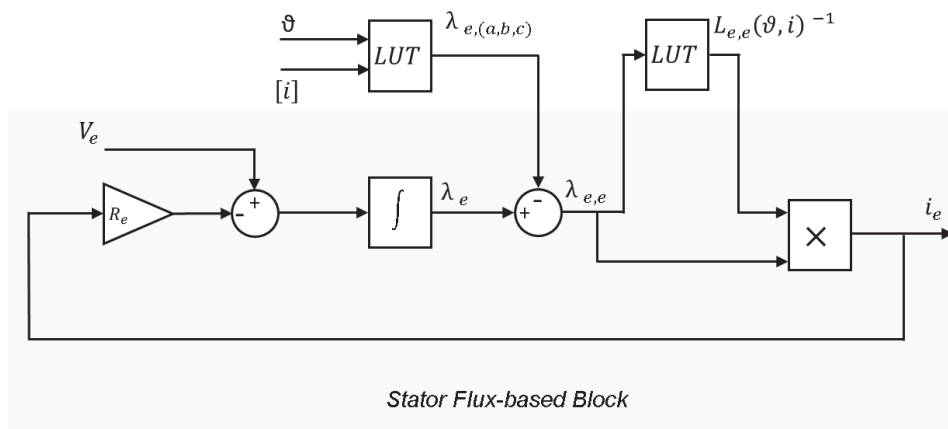 ϑ
λ e,(a,b,c)
L e,e (ϑ, i) −1
LUT
LUT
[i]
V e
R e
-
+
∫
λ e
+
-
λ e,e
×
i e
Stator Flux-based Block